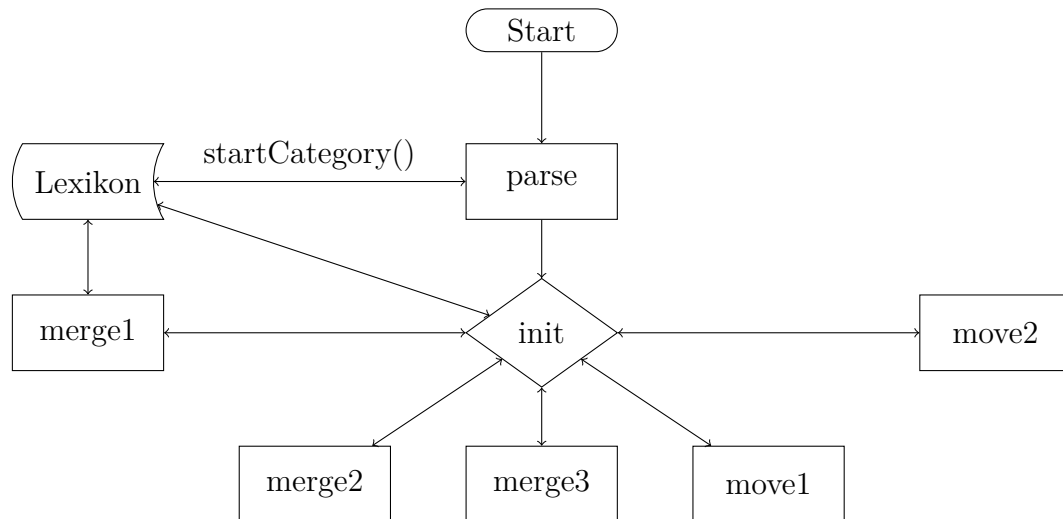 Start
startCategory()
Lexikon
parse
merge1
init
move2
merge2
merge3
move1